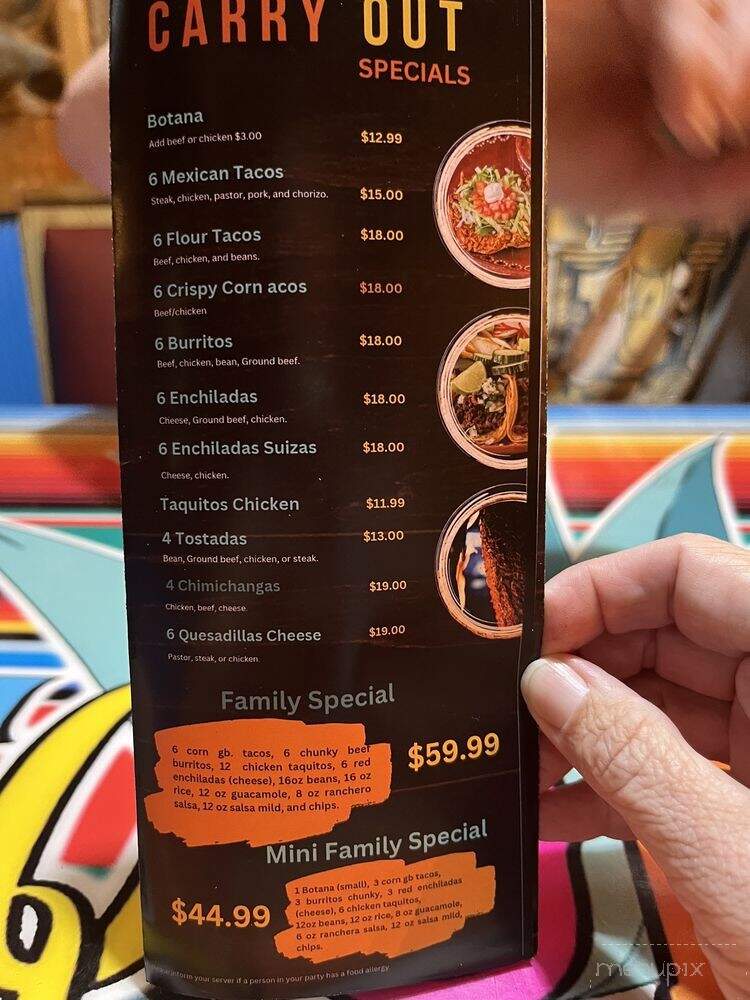 CARRY OUT
SPECIALS
Botana
Add beef or chicken $3.00
$12.99
6 Mexican Tacos
Steak, chicken, pastor, pork, and chorizo.
$15.00
6 Flour Tacos
Beef, chicken, and beans.
$18.00
6 Crispy Corn acos
Beef/chicken
$18.00
6 Burritos
Beef, chicken, bean, Ground beef.
$18.00
6 Enchiladas
Cheese, Ground beef, chicken.
$18.00
6 Enchiladas Suizas
Cheese, chicken.
$18.00
Taquitos Chicken
$11.99
4 Tostadas
Bean, Ground beef, chicken, or steak.
$13.00
4 Chimichangas
Chicken, beef, cheese.
$19.00
6 Quesadillas Cheese
Pastor, steak, or chicken.
$19.00
Family Special
6 corn gb. tacos, 6 chunky beef
burritos, 12 chicken taquitos, 6 red
enchiladas (cheese), 16oz beans, 16 oz
rice, 12 oz guacamole, 8 oz ranchero
salsa, 12 oz salsa mild, and chips.
$59.99
Mini Family Special
$44.99
1 Botana (small), 3 corn gb tacos,
3 burritos chunky, 3 red enchiladas
(cheese), 6 chicken taquitos,
12oz beans, 12 oz rice, 8 oz guacamole,
6 oz ranchera salsa, 12 oz salsa mild,
chips.
inform your server if a person in your party has a food allergy
menupix